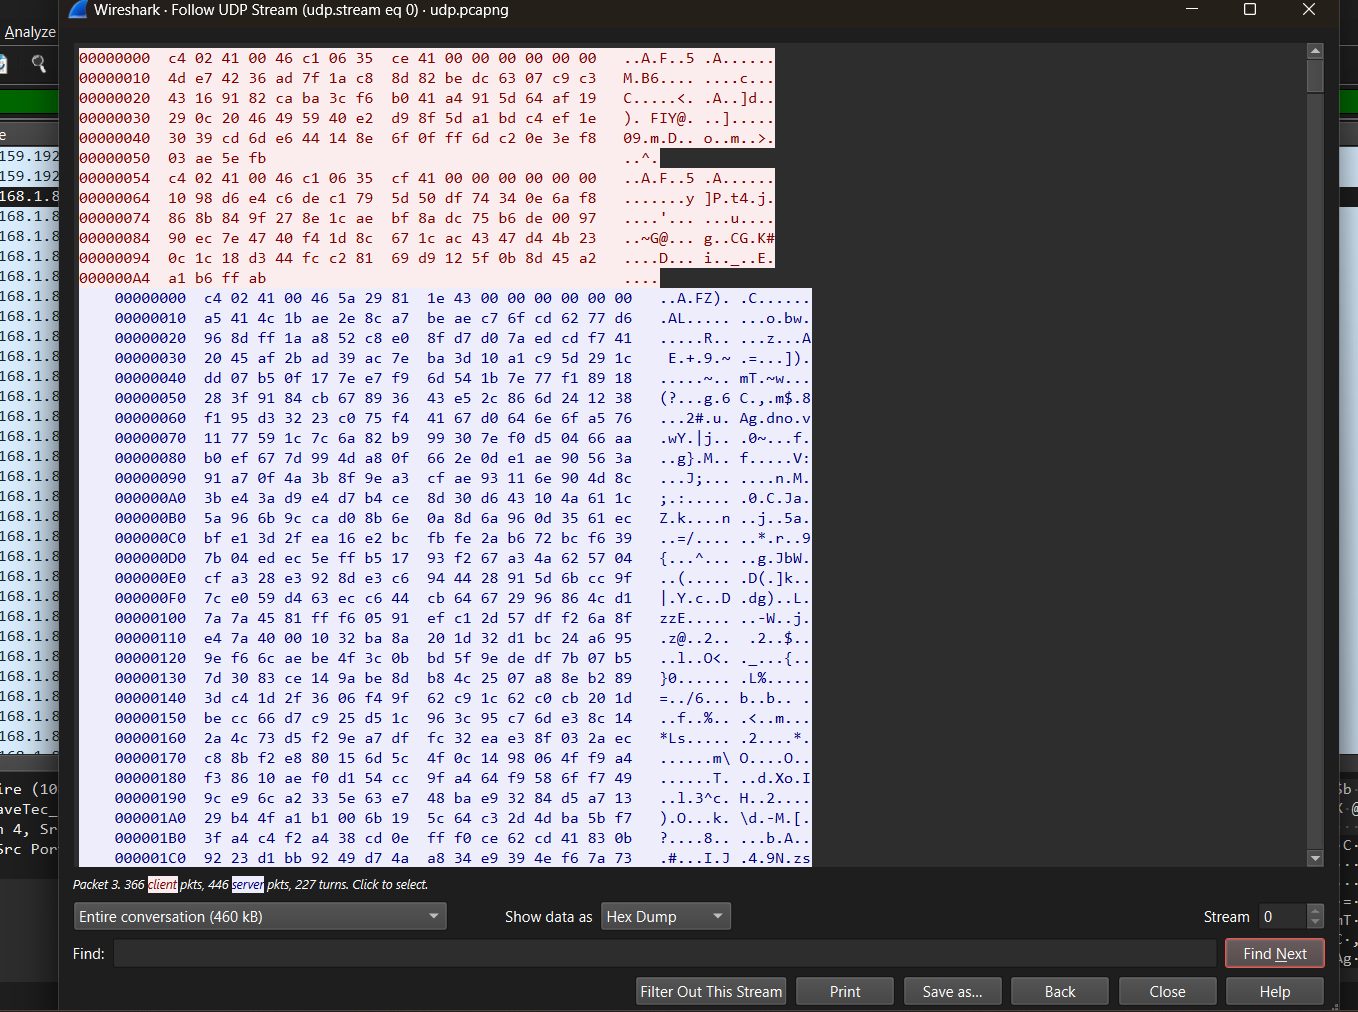 Wireshark · Follow UDP Stream (udp.stream eq 0) · udp.pcapng
Analyze
00000000  c4 02 41 00 46 c1 06 35  ce 41 00 00 00 00 00 00   ..A.F..5 .A......
00000010  4d e7 42 36 ad 7f 1a c8  8d 82 be dc 63 07 c9 c3   M.B6.... ....c...
00000020  43 16 91 82 ca ba 3c f6  b0 41 a4 91 5d 64 af 19   C.....<. .A..]d..
00000030  29 0c 20 46 49 59 40 e2  d9 8f 5d a1 bd c4 ef 1e   ). FIY@. ..].....
00000040  30 39 cd 6d e6 44 14 8e  6f 0f ff 6d c2 0e 3e f8   09.m.D.. o..m..>.
00000050  03 ae 5e fb   ..^.
00000054  c4 02 41 00 46 c1 06 35  cf 41 00 00 00 00 00 00   ..A.F..5 .A......
00000064  10 98 d6 e4 c6 de c1 79  5d 50 df 74 34 0e 6a f8   .......y ]P.t4.j.
00000074  86 8b 84 9f 27 8e 1c ae  bf 8a dc 75 b6 de 00 97   ....'... ...u....
00000084  90 ec 7e 47 40 f4 1d 8c  67 1c ac 43 47 d4 4b 23   ..~G@... g..CG.K#
00000094  0c 1c 18 d3 44 fc c2 81  69 d9 12 5f 0b 8d 45 a2   ....D... i.._..E.
000000A4  a1 b6 ff ab   ....
00000000  c4 02 41 00 46 5a 29 81  1e 43 00 00 00 00 00 00   ..A.FZ). .C......
00000010  a5 41 4c 1b ae 2e 8c a7  be ae c7 6f cd 62 77 d6   .AL..... ...o.bw.
00000020  96 8d ff 1a a8 52 c8 e0  8f d7 d0 7a ed cd f7 41   .....R.. ...z...A
00000030  20 45 af 2b ad 39 ac 7e  ba 3d 10 a1 c9 5d 29 1c    E.+.9.~ .=...]).
00000040  dd 07 b5 0f 17 7e e7 f9  6d 54 1b 7e 77 f1 89 18   .....~.. mT.~w...
00000050  28 3f 91 84 cb 67 89 36  43 e5 2c 86 6d 24 12 38   (?...g.6 C.,.m$.8
00000060  f1 95 d3 32 23 c0 75 f4  41 67 d0 64 6e 6f a5 76   ...2#.u. Ag.dno.v
00000070  11 77 59 1c 7c 6a 82 b9  99 30 7e f0 d5 04 66 aa   .wY.|j.. .0~...f.
00000080  b0 ef 67 7d 99 4d a8 0f  66 2e 0d e1 ae 90 56 3a   ..g}.M.. f.....V:
00000090  91 a7 0f 4a 3b 8f 9e a3  cf ae 93 11 6e 90 4d 8c   ...J;... ....n.M.
000000A0  3b e4 3a d9 e4 d7 b4 ce  8d 30 d6 43 10 4a 61 1c   ;.:..... .0.C.Ja.
000000B0  5a 96 6b 9c ca d0 8b 6e  0a 8d 6a 96 0d 35 61 ec   Z.k....n ..j..5a.
000000C0  bf e1 3d 2f ea 16 e2 bc  fb fe 2a b6 72 bc f6 39   ..=/.... ..*.r..9
000000D0  7b 04 ed ec 5e ff b5 17  93 f2 67 a3 4a 62 57 04   {...^... ..g.JbW.
000000E0  cf a3 28 e3 92 8d e3 c6  94 44 28 91 5d 6b cc 9f   ..(..... .D(.]k..
000000F0  7c e0 59 d4 63 ec c6 44  cb 64 67 29 96 86 4c d1   |.Y.c..D .dg)..L.
00000100  7a 7a 45 81 ff f6 05 91  ef c1 2d 57 df f2 6a 8f   zzE..... ..-W..j.
00000110  e4 7a 40 00 10 32 ba 8a  20 1d 32 d1 bc 24 a6 95   .z@..2..  .2..$..
00000120  9e f6 6c ae be 4f 3c 0b  bd 5f 9e de df 7b 07 b5   ..l..O<. ._...{..
00000130  7d 30 83 ce 14 9a be 8d  b8 4c 25 07 a8 8e b2 89   }0...... .L%.....
00000140  3d c4 1d 2f 36 06 f4 9f  62 c9 1c 62 c0 cb 20 1d   =../6... b..b.. .
00000150  be cc 66 d7 c9 25 d5 1c  96 3c 95 c7 6d e3 8c 14   ..f..%.. .<..m...
00000160  2a 4c 73 d5 f2 9e a7 df  fc 32 ea e3 8f 03 2a ec   *Ls..... .2....*.
00000170  c8 8b f2 e8 80 15 6d 5c  4f 0c 14 98 06 4f f9 a4   ......m\ O....O..
00000180  f3 86 10 ae f0 d1 54 cc  9f a4 64 f9 58 6f f7 49   ......T. ..d.Xo.I
00000190  9c e9 6c a2 33 5e 63 e7  48 ba e9 32 84 d5 a7 13   ..l.3^c. H..2....
000001A0  29 b4 4f a1 b1 00 6b 19  5c 64 c3 2d 4d ba 5b f7   ).O...k. \d.-M.[.
000001B0  3f a4 c4 f2 a4 38 cd 0e  ff f0 ce 62 cd 41 83 0b   ?....8.. ...b.A..
000001C0  92 23 d1 bb 92 49 d7 4a  a8 34 e9 39 4e f6 7a 73   .#...I.J .4.9N.zs
Packet 3. 366 client pkts, 446 server pkts, 227 turns. Click to select.
Entire conversation (460 kB)
Show data as
Hex Dump
Stream
0
Find:
Find Next
Filter Out This Stream
Print
Save as...
Back
Close
Help